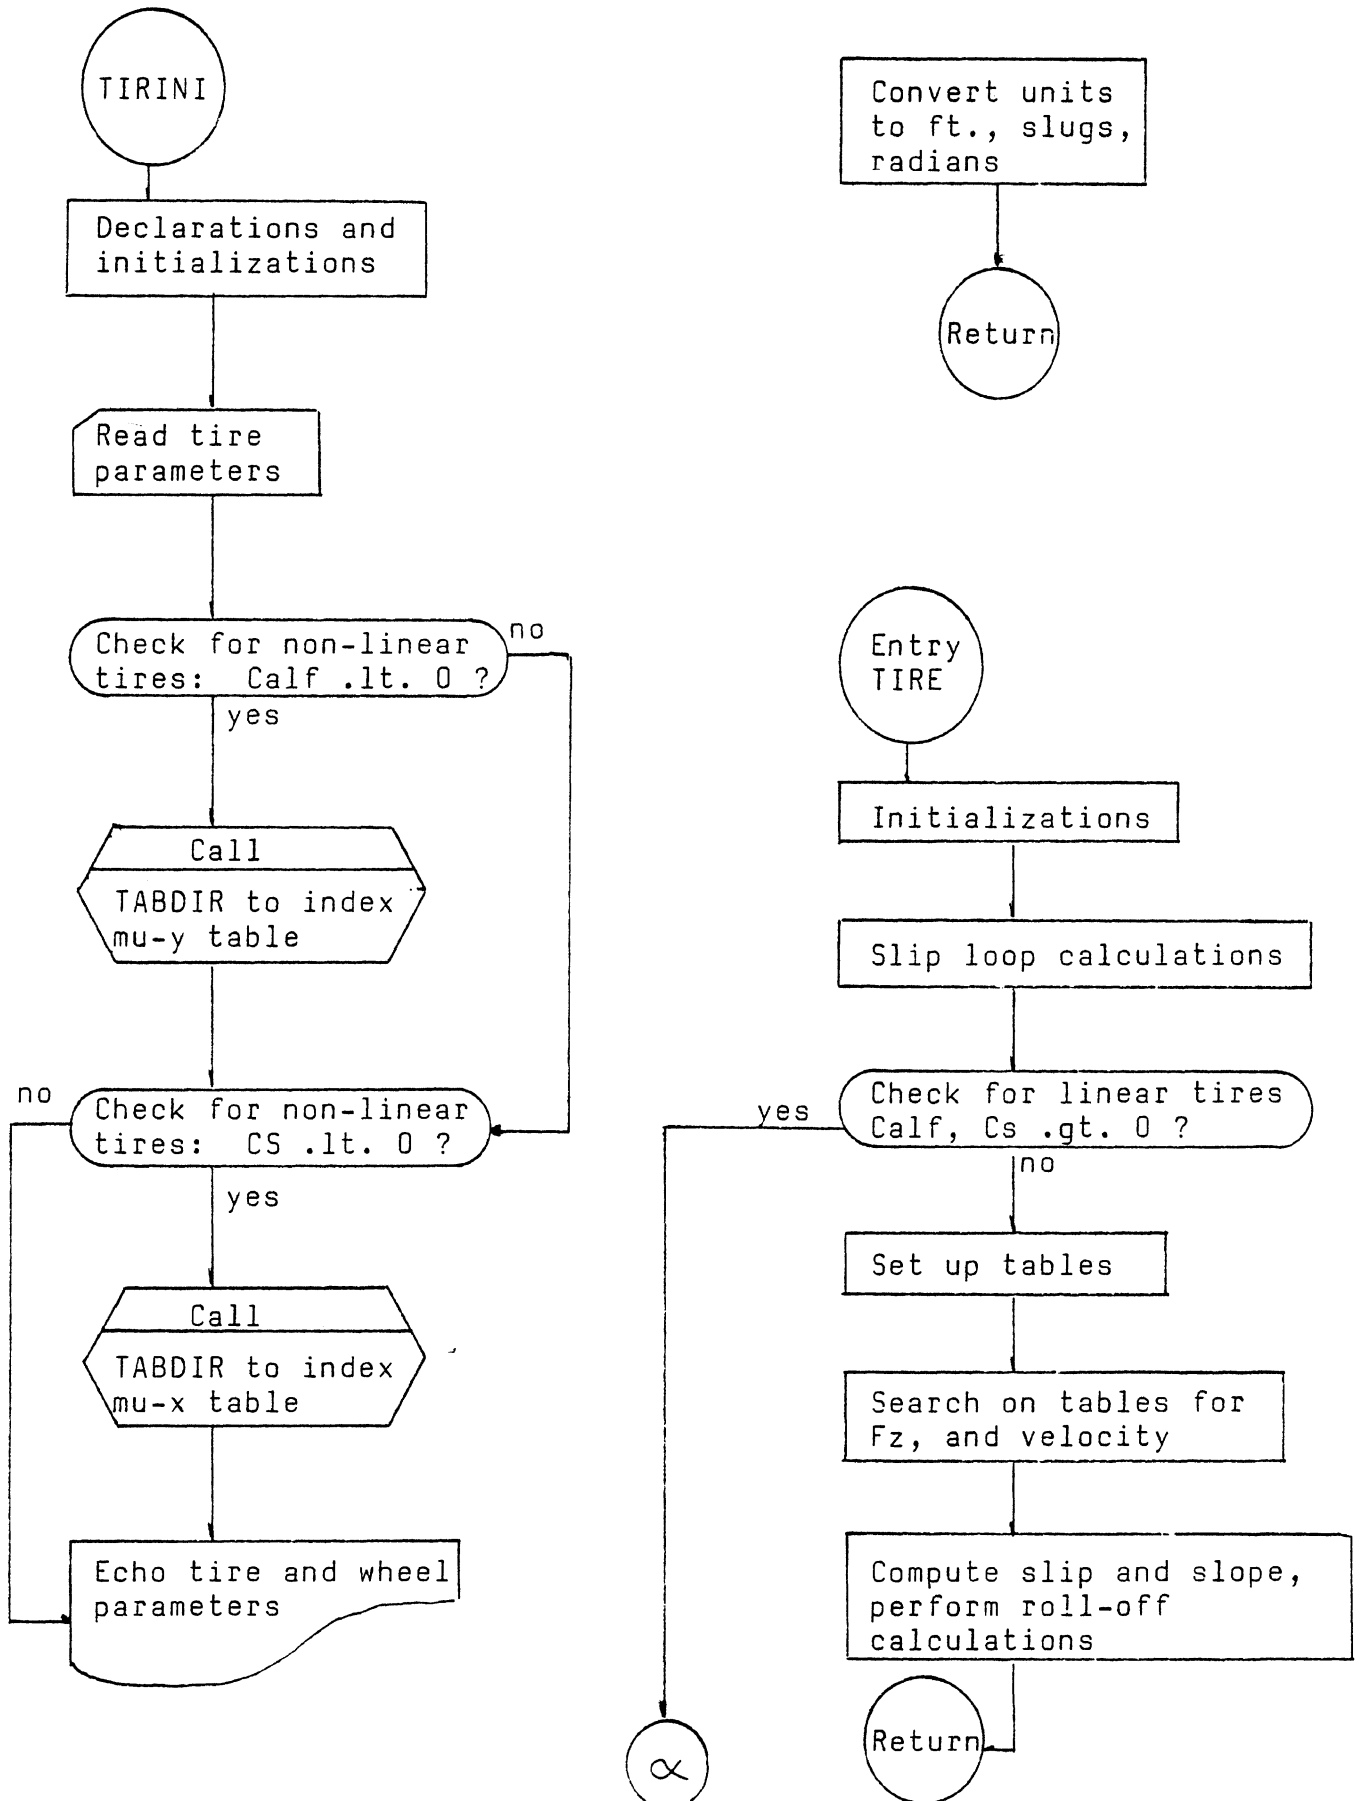 TIRINI
Declarations and
initializations
Read tire
parameters
Check for non-linear
tires: Calf .lt. 0 ?
no
yes
Call
TABDIR to index
mu-y table
no
Check for non-linear
tires: CS .lt. 0 ?
yes
Call
TABDIR to index
mu-x table
Echo tire and wheel
parameters
Convert units
to ft., slugs,
radians
Return
Entry
TIRE
Initializations
Slip loop calculations
Check for linear tires
Calf, Cs .gt. 0 ?
yes
no
Set up tables
Search on tables for
Fz, and velocity
Compute slip and slope,
perform roll-off
calculations
Return
∝